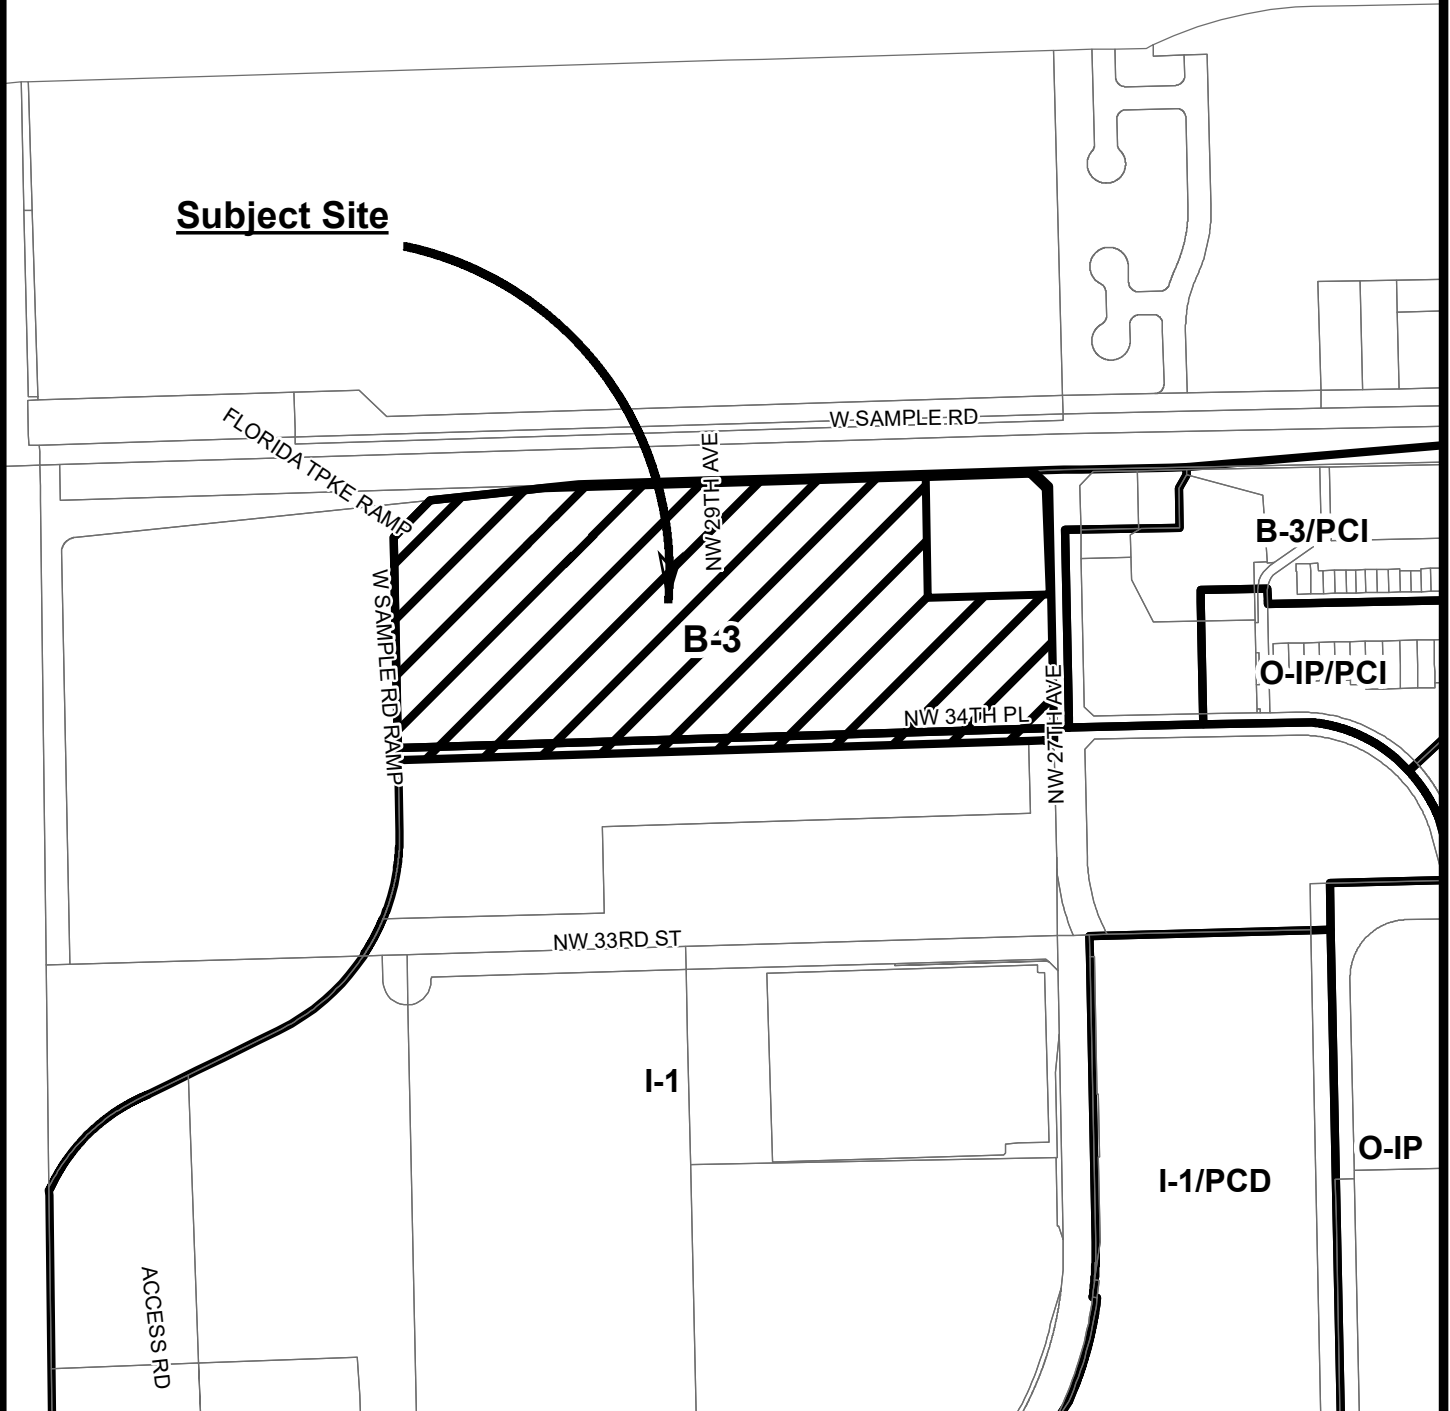 Subject Site
W SAMPLE RD
FLORIDA TPKE RAMP
NW 29TH AVE
B-3/PCI
W SAMPLE RD RAMP
B-3
O-IP/PCI
NW 34TH PL
NW 27TH AVE
NW 33RD ST
I-1
O-IP
I-1/PCD
ACCESS RD